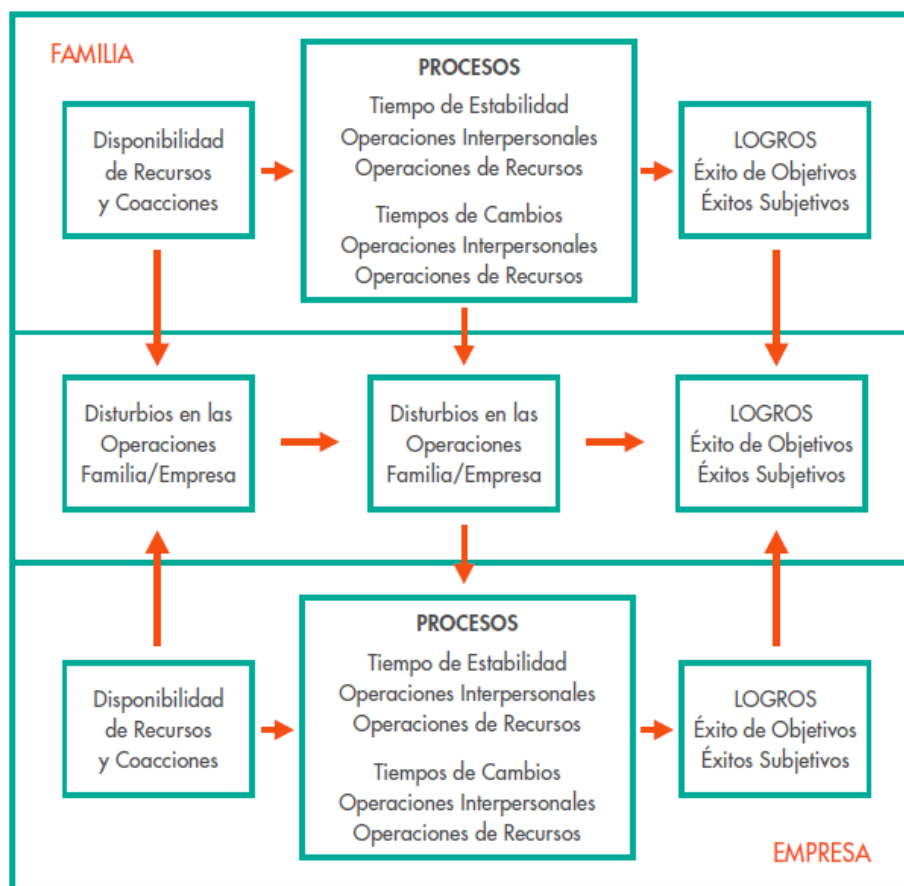 FAMILIA
Disponibilidad
de Recursos
y Coacciones
PROCESOS
Tiempo de Estabilidad
Operaciones Interpersonales
Operaciones de Recursos
Tiempos de Cambios
Operaciones Interpersonales
Operaciones de Recursos
LOGROS
Éxito de Objetivos
Éxitos Subjetivos
Disturbios en las
Operaciones
Familia/Empresa
Disturbios en las
Operaciones
Familia/Empresa
LOGROS
Éxito de Objetivos
Éxitos Subjetivos
Disponibilidad
de Recursos
y Coacciones
PROCESOS
Tiempo de Estabilidad
Operaciones Interpersonales
Operaciones de Recursos
Tiempos de Cambios
Operaciones Interpersonales
Operaciones de Recursos
LOGROS
Éxito de Objetivos
Éxitos Subjetivos
EMPRESA